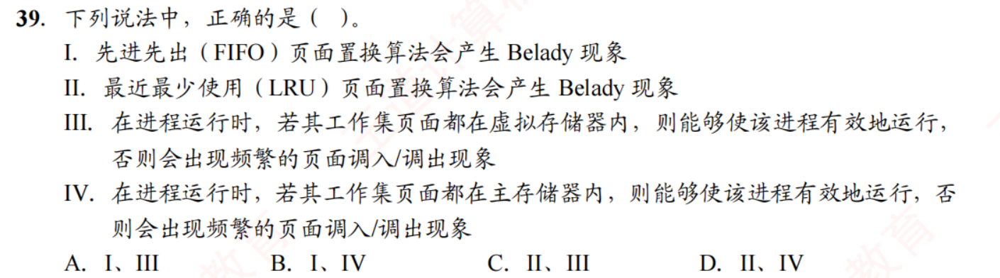 39. 下列说法中，正确的是（ ）。
I. 先进先出（FIFO）页面置换算法会产生 Belady 现象
II. 最近最少使用（LRU）页面置换算法会产生 Belady 现象
III. 在进程运行时，若其工作集页面都在虚拟存储器内，则能够使该进程有效地运行，
否则会出现频繁的页面调入/调出现象
IV. 在进程运行时，若其工作集页面都在主存储器内，则能够使该进程有效地运行，否
则会出现频繁的页面调入/调出现象
A. I、III B. I、IV C. II、III D. II、IV